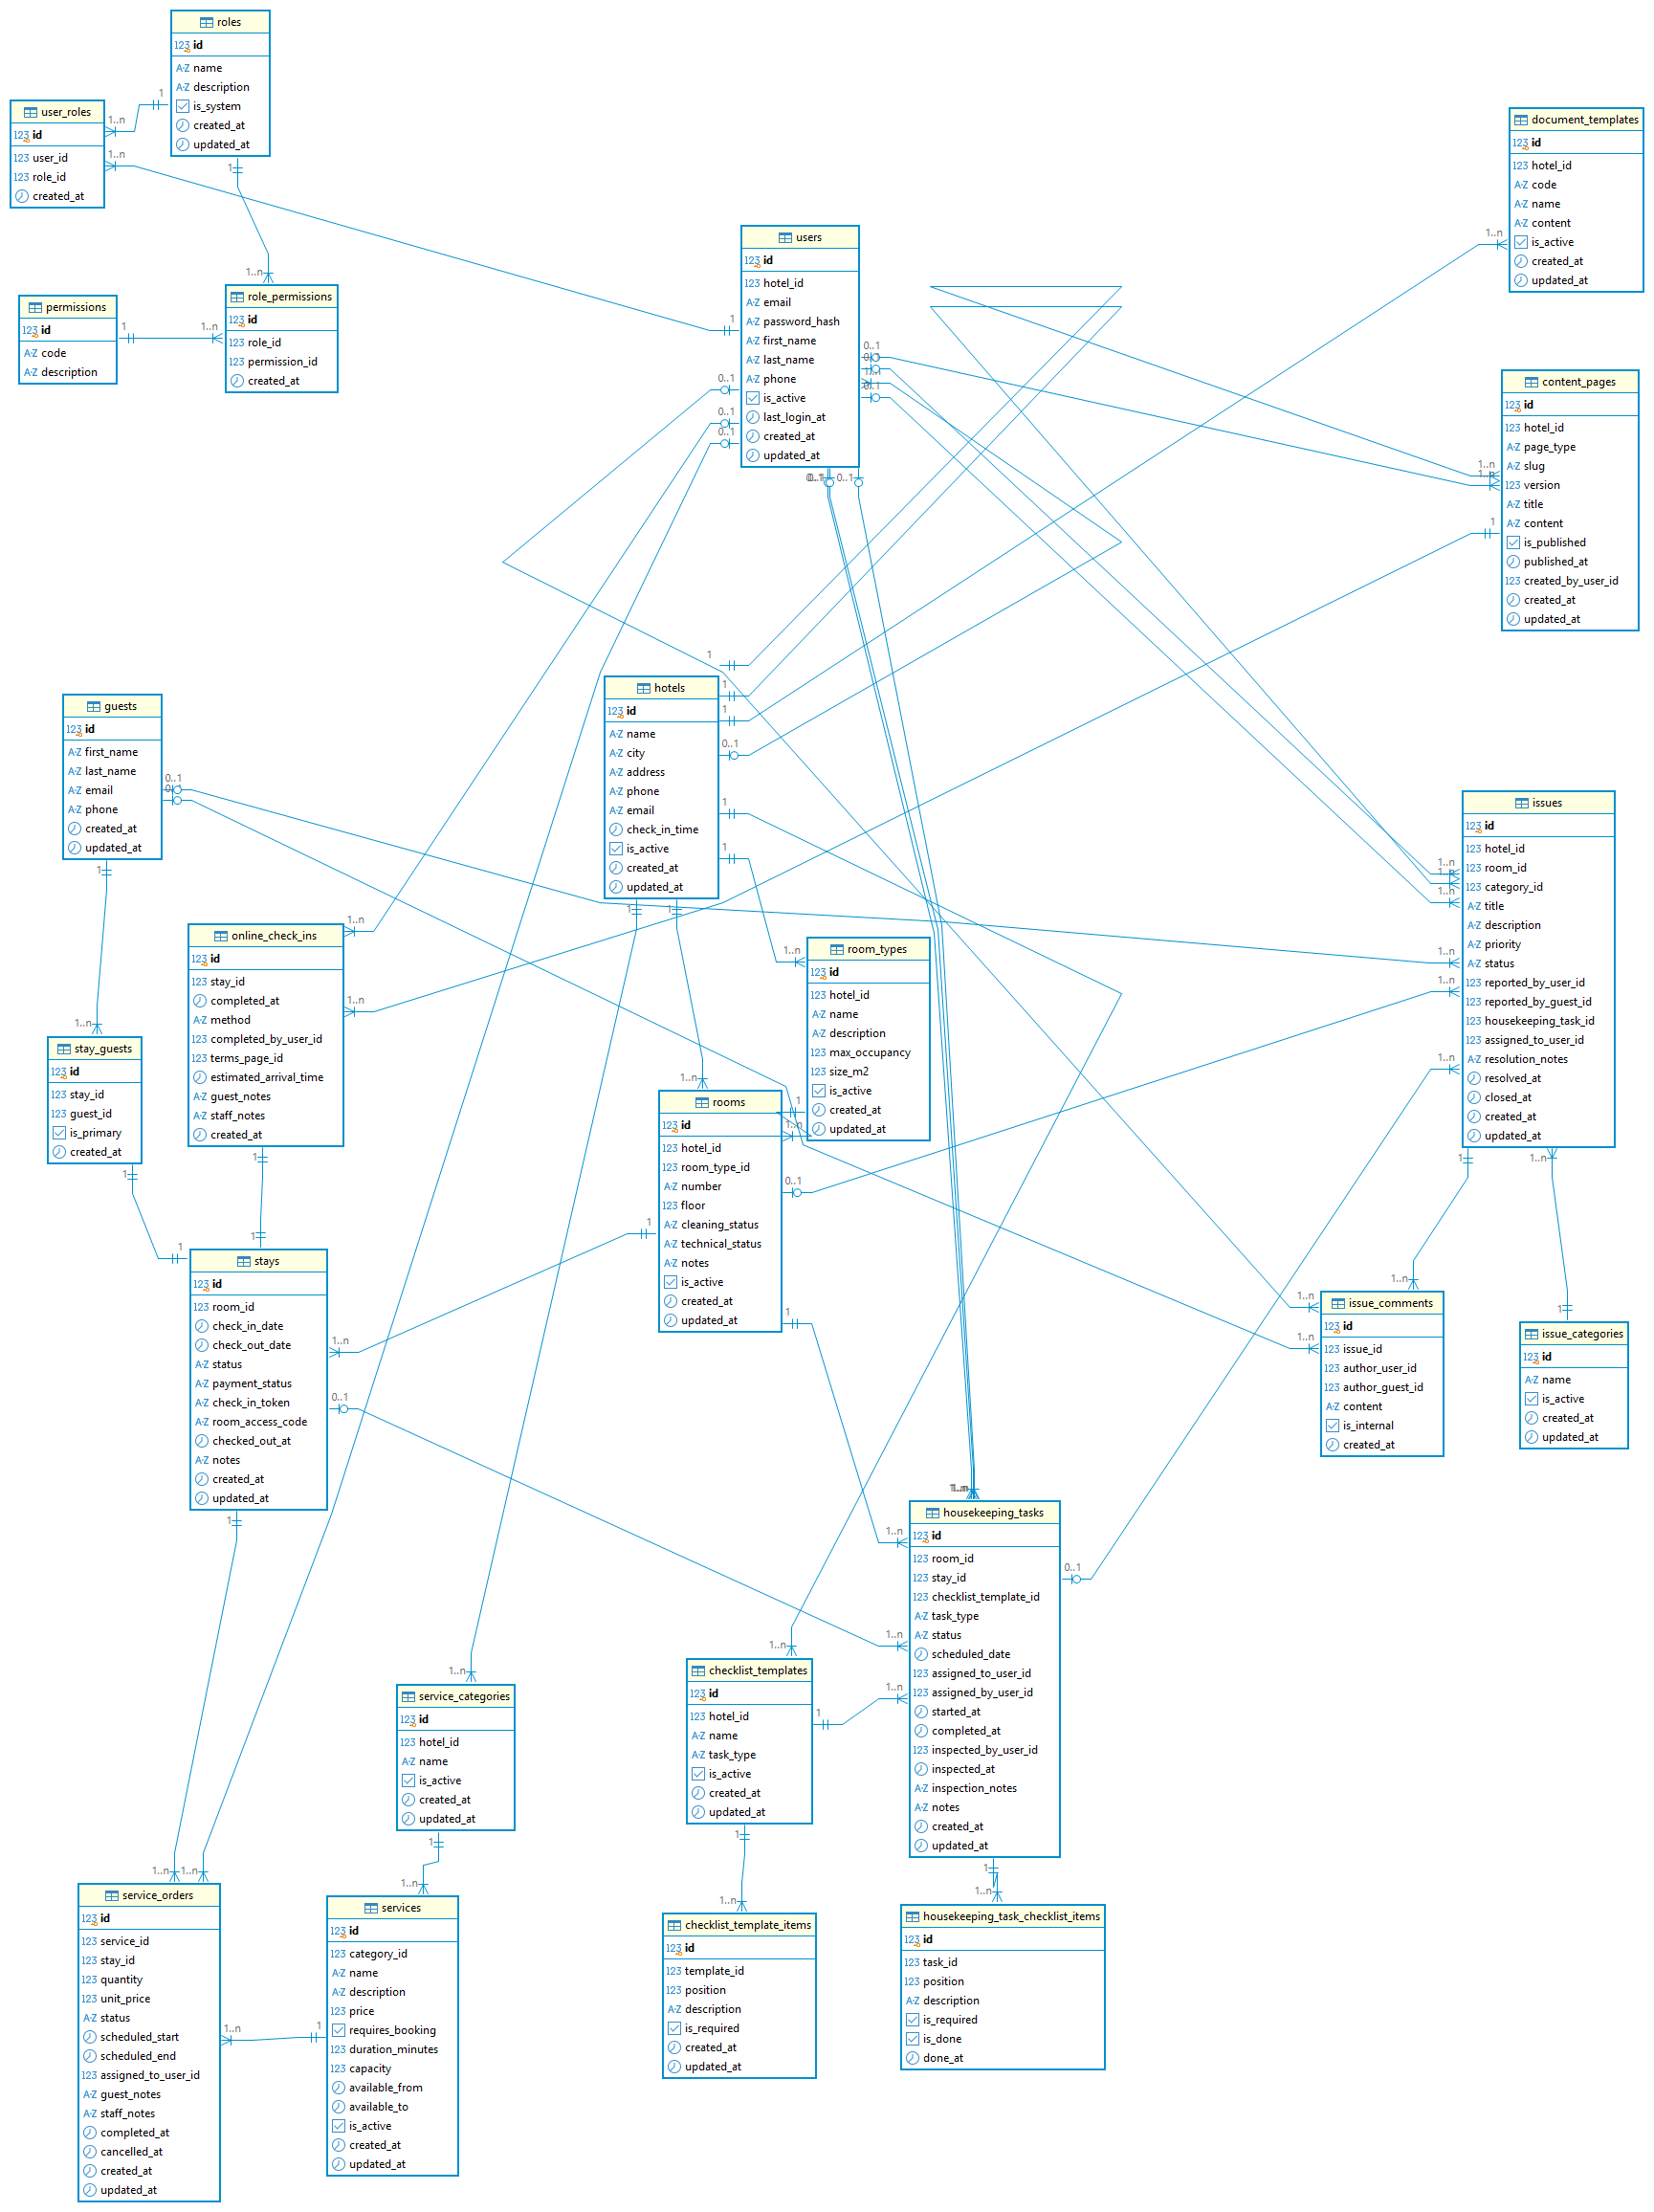 roles
id
name
description
is_system
created_at
updated_at
user_roles
id
user_id
role_id
created_at
permissions
id
code
description
role_permissions
id
role_id
permission_id
created_at
users
id
hotel_id
email
password_hash
first_name
last_name
phone
is_active
last_login_at
created_at
updated_at
document_templates
id
hotel_id
code
name
content
is_active
created_at
updated_at
content_pages
id
hotel_id
page_type
slug
version
title
content
is_published
published_at
created_by_user_id
created_at
updated_at
guests
id
first_name
last_name
email
phone
created_at
updated_at
hotels
id
name
city
address
phone
email
check_in_time
is_active
created_at
updated_at
issues
id
hotel_id
room_id
category_id
title
description
priority
status
reported_by_user_id
reported_by_guest_id
housekeeping_task_id
assigned_to_user_id
resolution_notes
resolved_at
closed_at
created_at
updated_at
online_check_ins
id
stay_id
completed_at
method
completed_by_user_id
terms_page_id
estimated_arrival_time
guest_notes
staff_notes
created_at
room_types
id
hotel_id
name
description
max_occupancy
size_m2
is_active
created_at
updated_at
stay_guests
id
stay_id
guest_id
is_primary
created_at
rooms
id
hotel_id
room_type_id
number
floor
cleaning_status
technical_status
notes
is_active
created_at
updated_at
stays
id
room_id
check_in_date
check_out_date
status
payment_status
check_in_token
room_access_code
checked_out_at
notes
created_at
updated_at
issue_comments
id
issue_id
author_user_id
author_guest_id
content
is_internal
created_at
issue_categories
id
name
is_active
created_at
updated_at
housekeeping_tasks
id
room_id
stay_id
checklist_template_id
task_type
status
scheduled_date
assigned_to_user_id
assigned_by_user_id
started_at
completed_at
inspected_by_user_id
inspected_at
inspection_notes
notes
created_at
updated_at
checklist_templates
id
hotel_id
name
task_type
is_active
created_at
updated_at
service_categories
id
hotel_id
name
is_active
created_at
updated_at
service_orders
id
service_id
stay_id
quantity
unit_price
status
scheduled_start
scheduled_end
assigned_to_user_id
guest_notes
staff_notes
completed_at
cancelled_at
created_at
updated_at
services
id
category_id
name
description
price
requires_booking
duration_minutes
capacity
available_from
available_to
is_active
created_at
updated_at
checklist_template_items
id
template_id
position
description
is_required
created_at
updated_at
housekeeping_task_checklist_items
id
task_id
position
description
is_required
is_done
done_at